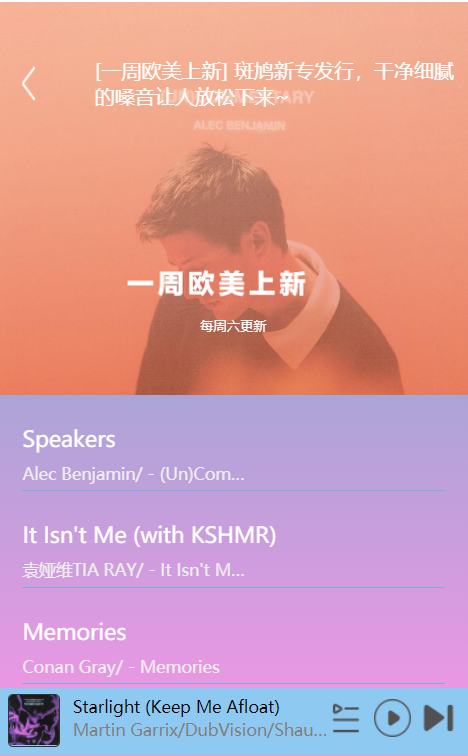 [一周欧美上新] 斑鸠新专发行，干净细腻
的嗓音让人放松下来~
ALEC BENJAMIN
一周欧美上新
每周六更新
Speakers
Alec Benjamin/ - (Un)Com...
It Isn't Me (with KSHMR)
袁娅维TIA RAY/ - It Isn't M...
Memories
Conan Gray/ - Memories
Starlight (Keep Me Afloat)
Martin Garrix/DubVision/Shau...